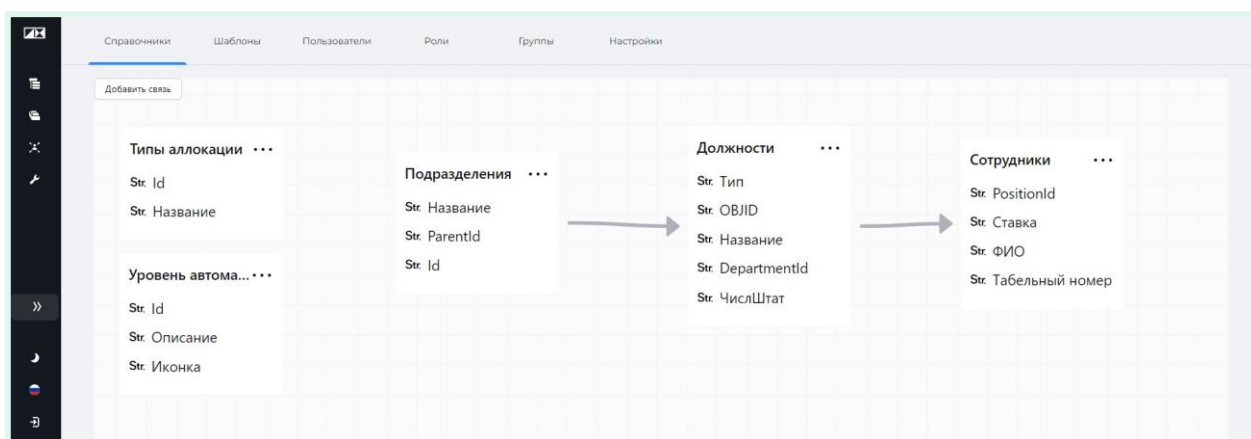 Справочники Шаблоны Пользователи Роли Группы Настройки
Добавить связь
Типы аллокации ...
Str. Id
Str. Название
Уровень автома... ...
Str. Id
Str. Описание
Str. Иконка
Подразделения ...
Str. Название
Str. ParentId
Str. Id
Должности ...
Str. Тип
Str. OBJID
Str. Название
Str. DepartmentId
Str. ЧислШтат
Сотрудники ...
Str. PositionId
Str. Ставка
Str. ФИО
Str. Табельный номер